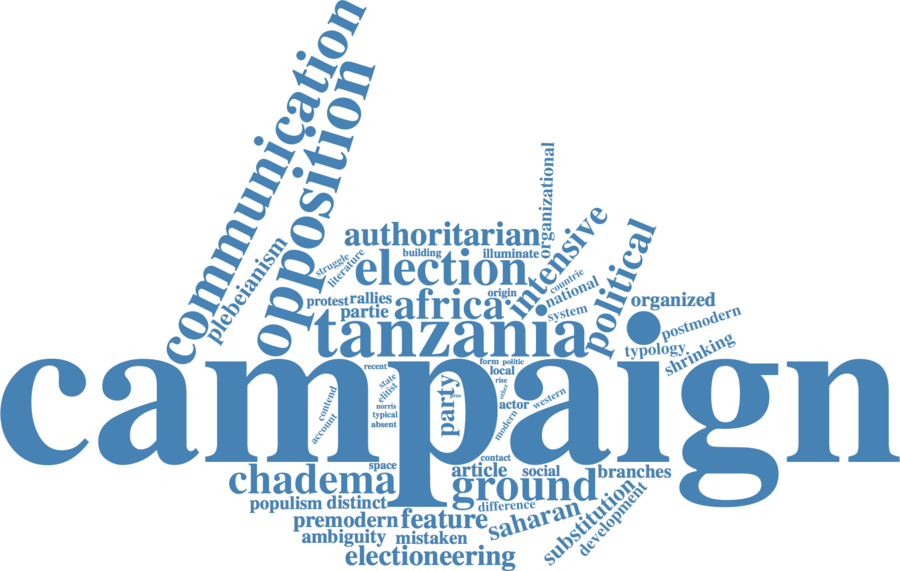 communication
opposition
plebeianism
organizational
authoritarian
struggle
literature
building
illuminate
election
intensive
countrie
national
system
political
origin
protest
rallies
partie
africa
organized
postmodern
typology
shrinking
tanzania
campaign
recent
form
politic
local
rise
other
state
elitist
contend
account
norris
typical
absent
party
actor
western
modern
contact
space
chadema
article
social
branches
ground
populism
distinct
difference
substitution
development
premodern
feature
saharan
ambiguity
mistaken
electioneering